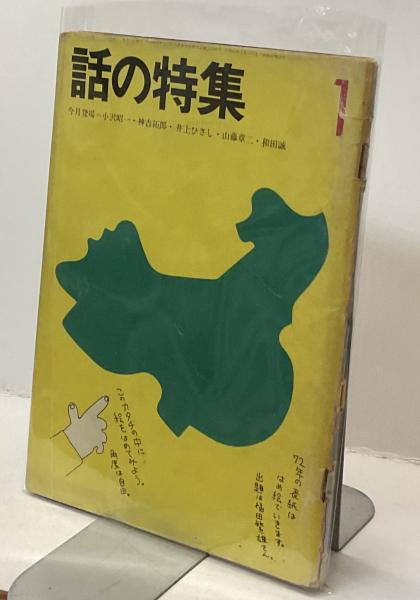 話の特集
1
今月登場=小沢昭一・神吉拓郎・井上ひさし・山藤章二・和田誠
このカタチの中に
絵をはめてみよう。
角度は自由。
72年の表紙は
はめ絵でいきます。
出題は福田繁雄さん。